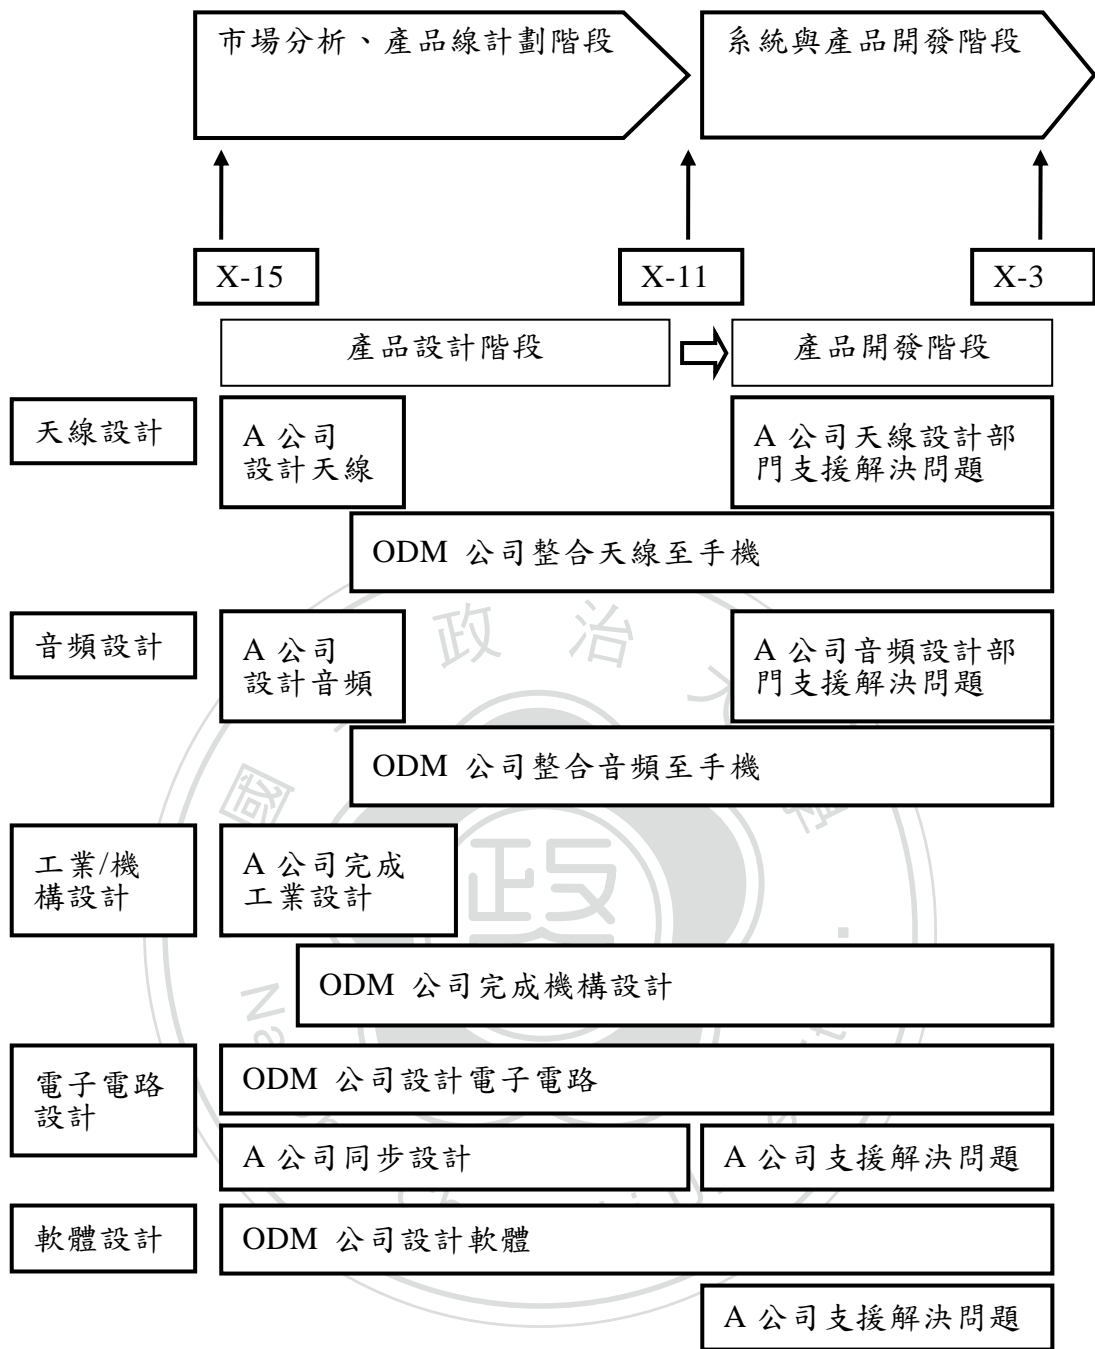 市場分析、產品線計劃階段
系統與產品開發階段
X-15
X-11
X-3
產品設計階段
產品開發階段
天線設計
A 公司
設計天線
A 公司天線設計部
門支援解決問題
ODM 公司整合天線至手機
音頻設計
A 公司
設計音頻
A 公司音頻設計部
門支援解決問題
ODM 公司整合音頻至手機
工業/機
構設計
A 公司完成
工業設計
ODM 公司完成機構設計
電子電路
設計
ODM 公司設計電子電路
A 公司同步設計
A 公司支援解決問題
軟體設計
ODM 公司設計軟體
A 公司支援解決問題
政治
國
政